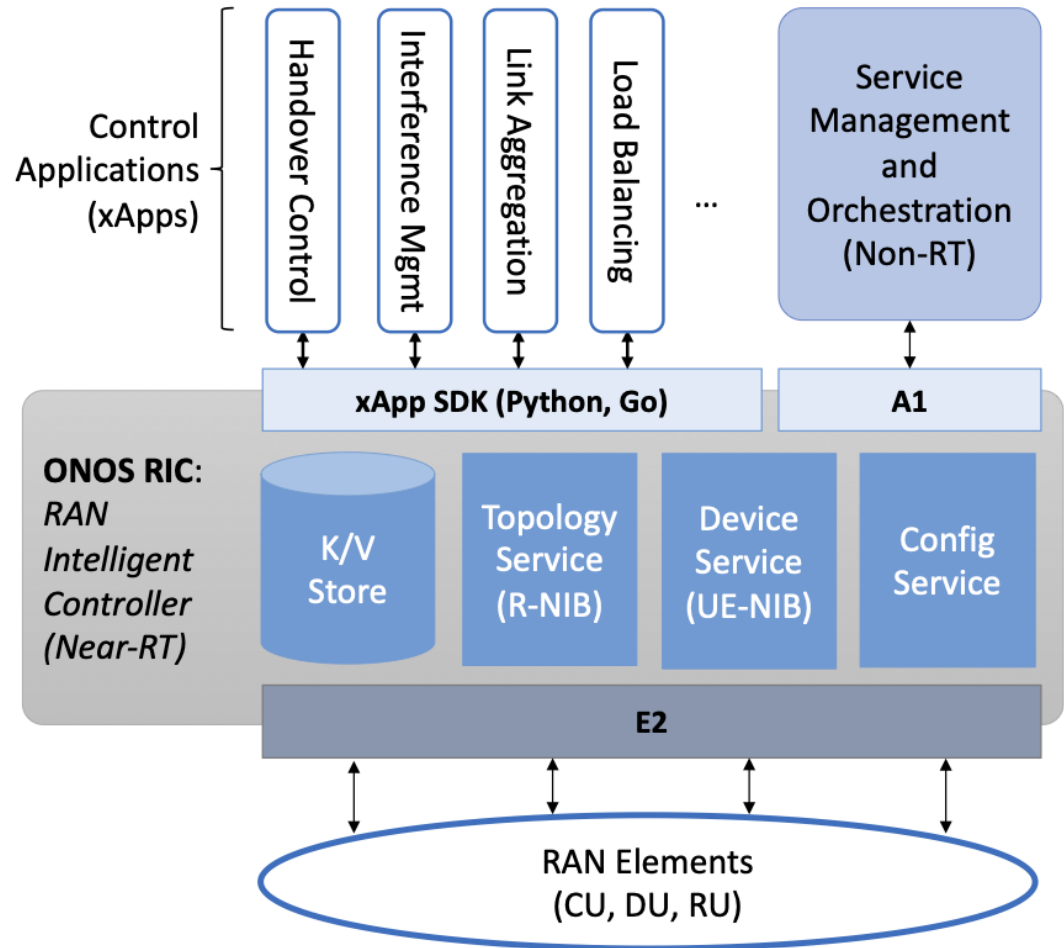 Control
Applications
(xApps)
Handover Control
Interference Mgmt
Link Aggregation
Load Balancing
...
Service
Management
and
Orchestration
(Non-RT)
xApp SDK (Python, Go)
A1
ONOS RIC:
RAN
Intelligent
Controller
(Near-RT)
K/V
Store
Topology
Service
(R-NIB)
Device
Service
(UE-NIB)
Config
Service
E2
RAN Elements
(CU, DU, RU)